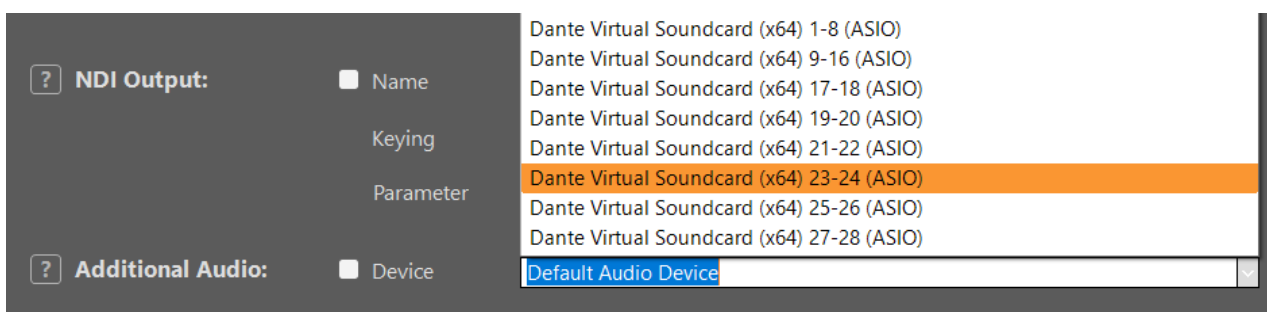 Dante Virtual Soundcard (x64) 1-8 (ASIO)
Dante Virtual Soundcard (x64) 9-16 (ASIO)
? NDI Output: Name
Dante Virtual Soundcard (x64) 17-18 (ASIO)
Dante Virtual Soundcard (x64) 19-20 (ASIO)
Keying
Dante Virtual Soundcard (x64) 21-22 (ASIO)
Dante Virtual Soundcard (x64) 23-24 (ASIO)
Parameter
Dante Virtual Soundcard (x64) 25-26 (ASIO)
Dante Virtual Soundcard (x64) 27-28 (ASIO)
? Additional Audio: Device Default Audio Device